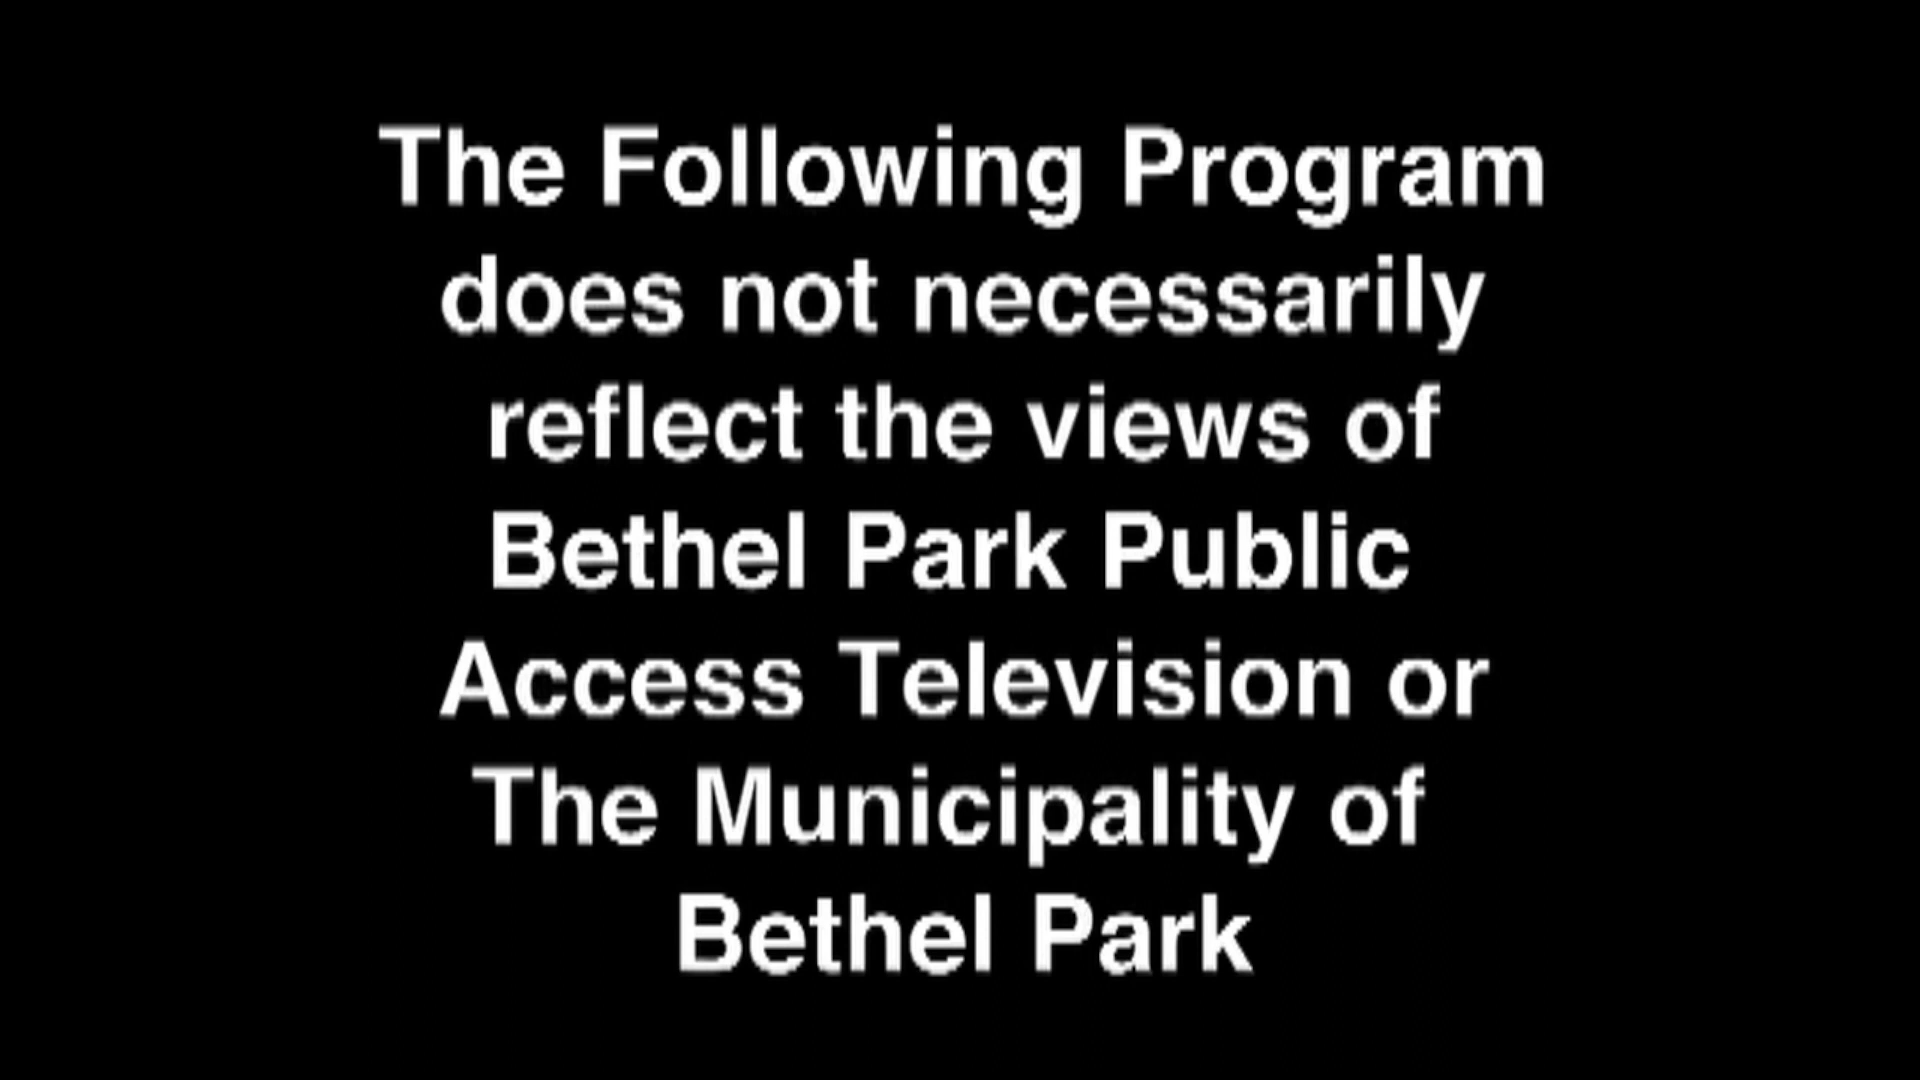 The Following Program
does not necessarily
reflect the views of
Bethel Park Public
Access Television or
The Municipality of
Bethel Park